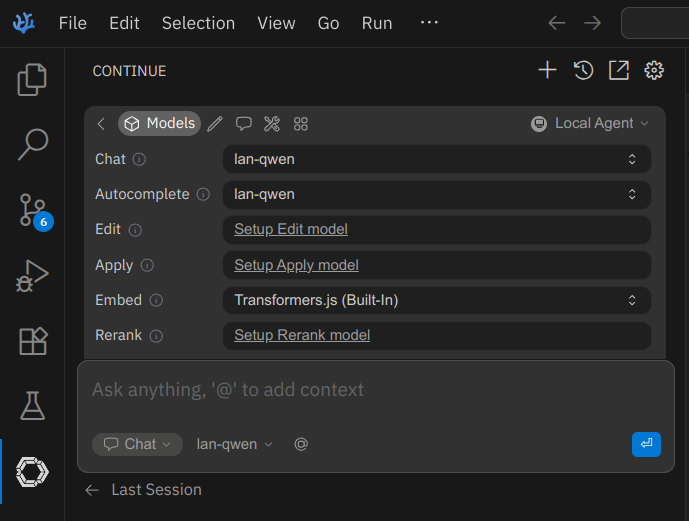 File Edit Selection View Go Run ...
CONTINUE
Models Local Agent
Chat lan-qwen
Autocomplete lan-qwen
6
Edit Setup Edit model
Apply Setup Apply model
Embed Transformers.js (Built-In)
Rerank Setup Rerank model
Ask anything, '@' to add context
Chat lan-qwen @
Last Session